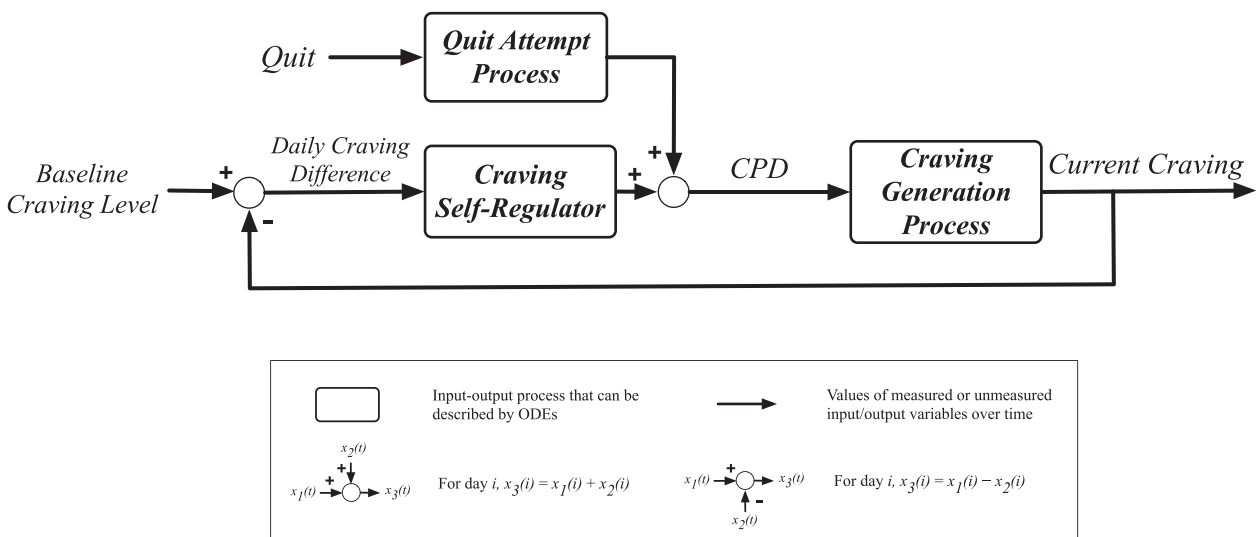 Quit
Quit Attempt
Process
+
Baseline
Craving Level
+
-
Daily Craving
Difference
Craving
Self-Regulator
+
CPD
Craving
Generation
Process
Current Craving
Input-output process that can be
described by ODEs
Values of measured or unmeasured
input/output variables over time
x2(t)
+
x1(t)
+
x3(t)
For day i, x3(i) = x1(i) + x2(i)
x1(t)
+
x3(t)
-
x2(t)
For day i, x3(i) = x1(i) − x2(i)